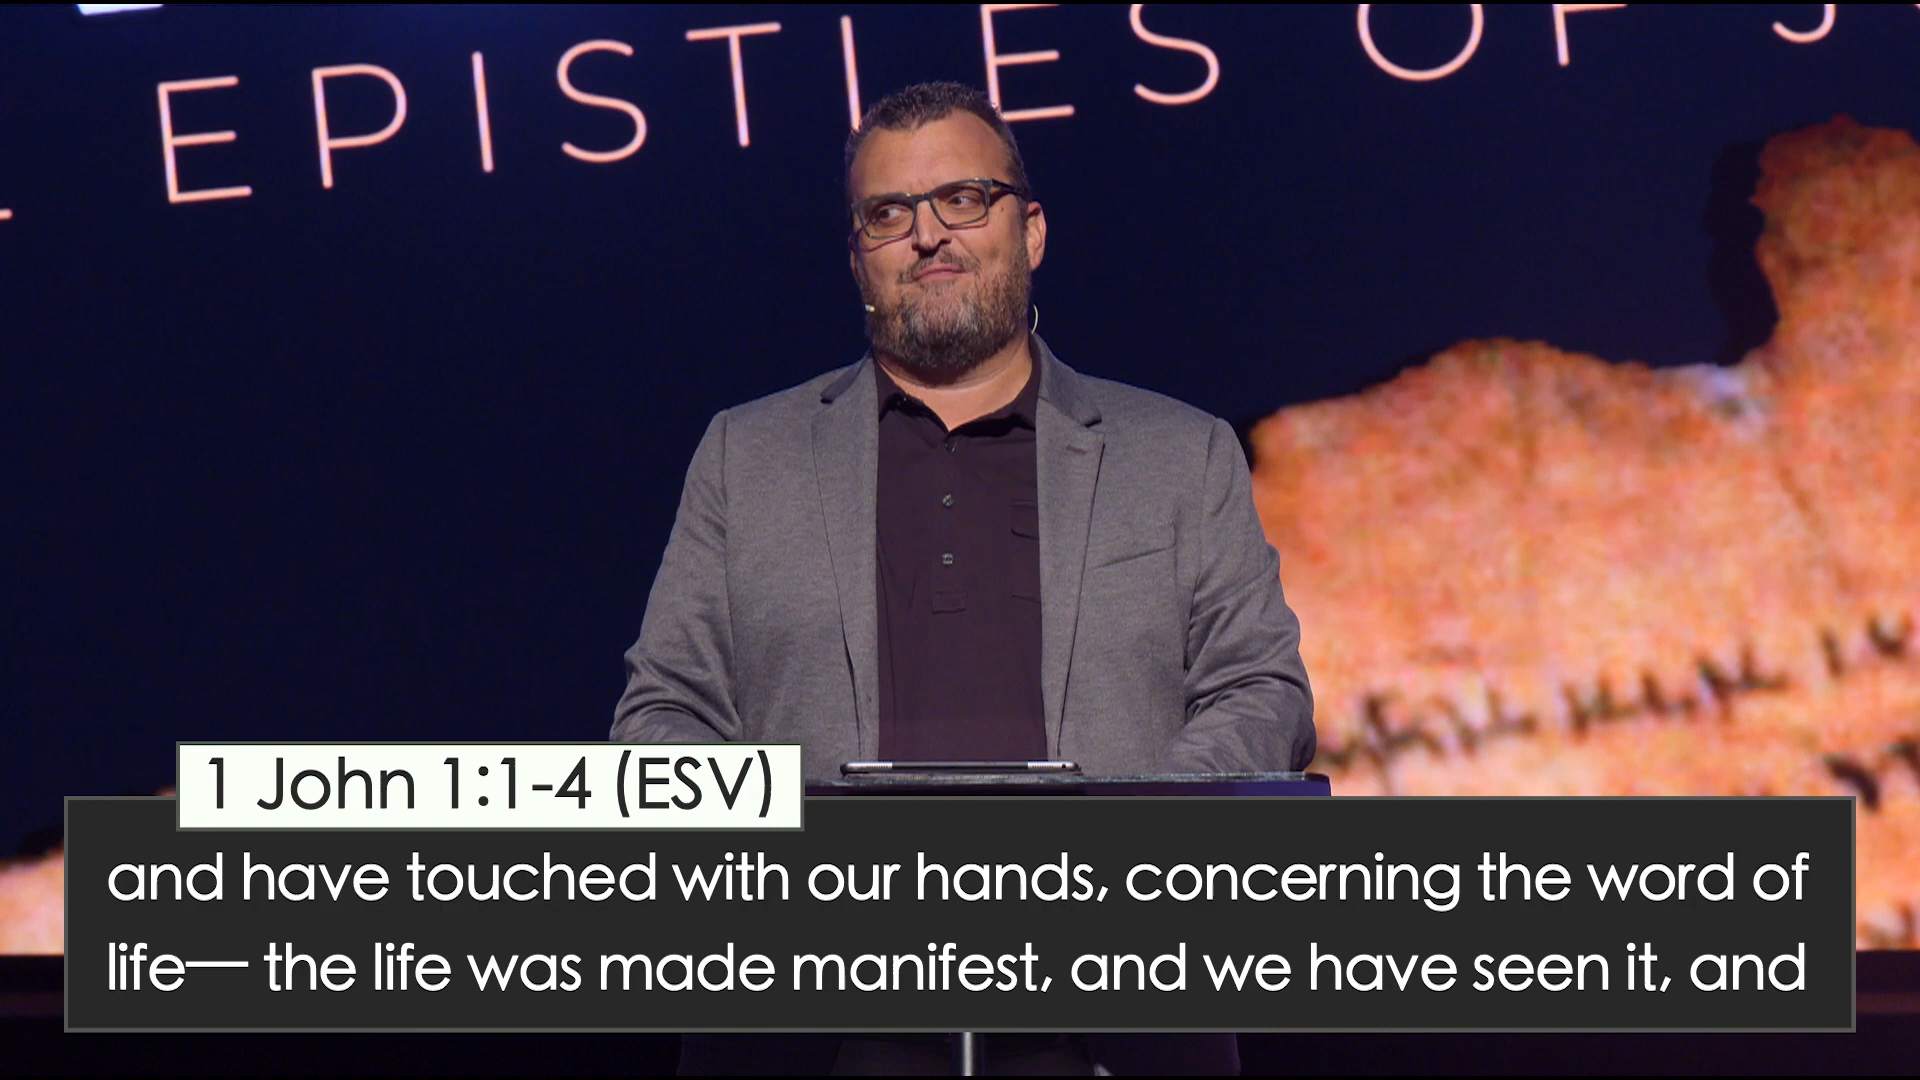 EPISTLES OF
1 John 1:1-4 (ESV)
and have touched with our hands, concerning the word of
life— the life was made manifest, and we have seen it, and